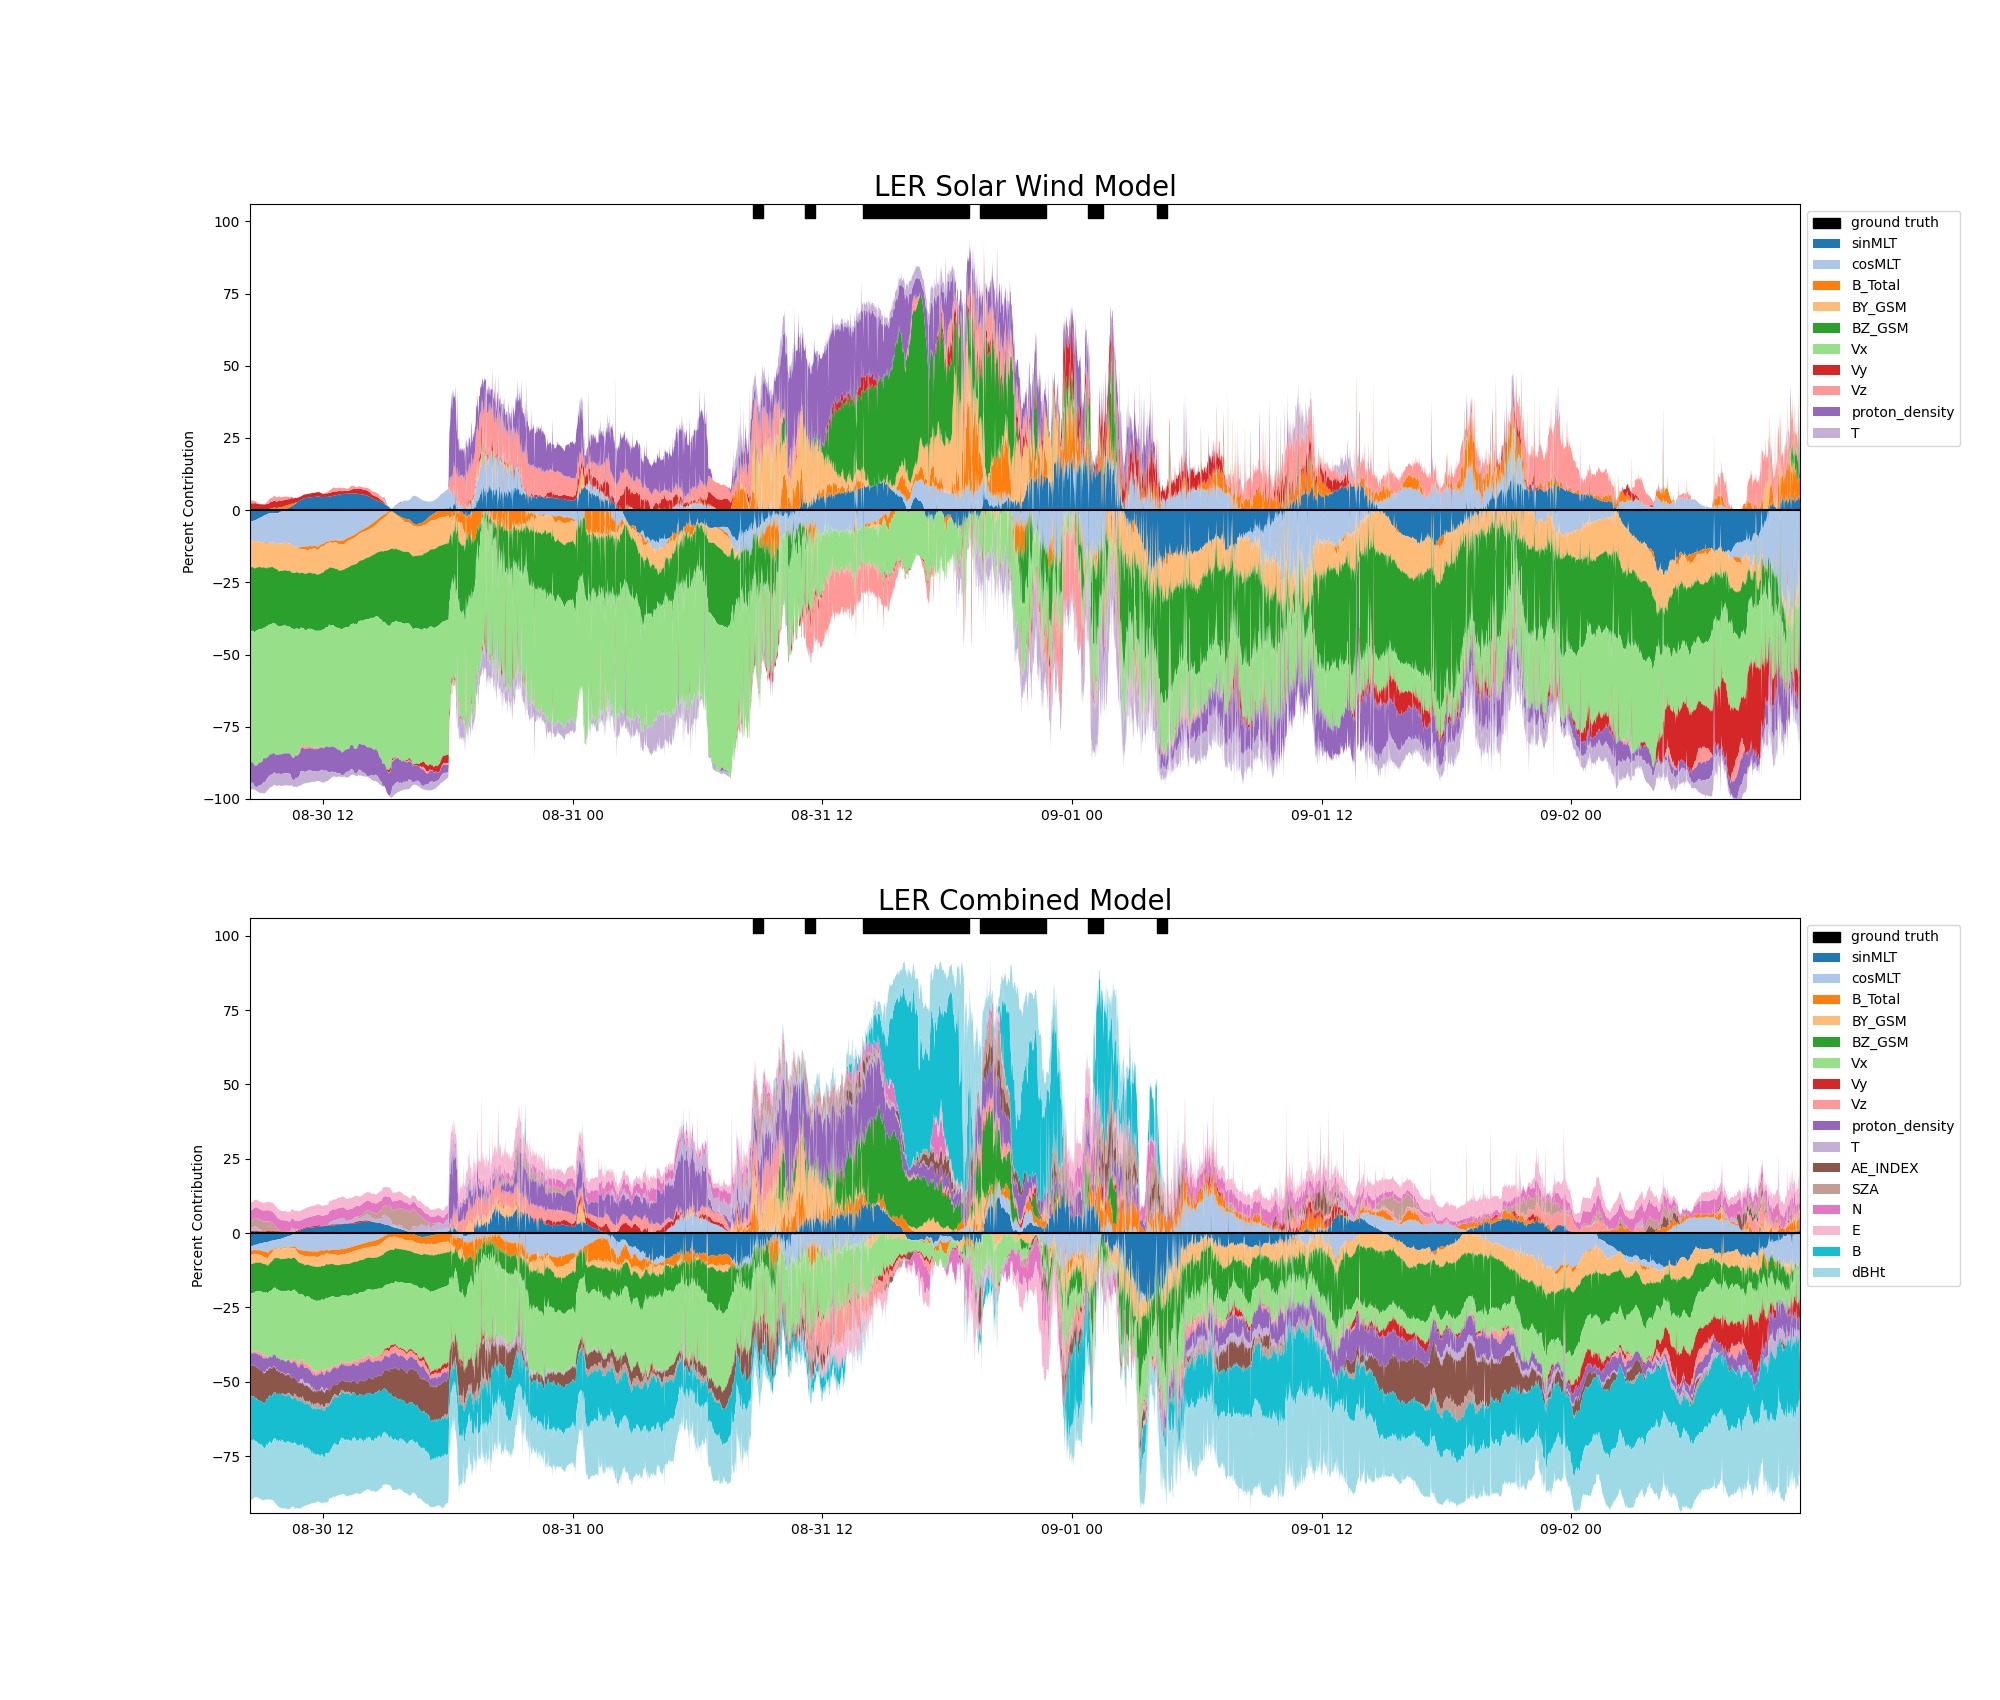 LER Solar Wind Model
100
75
50
25
0
−25
−50
−75
−100
Percent Contribution
08-30 12
08-31 00
08-31 12
09-01 00
09-01 12
09-02 00
ground truth
sinMLT
cosMLT
B_Total
BY_GSM
BZ_GSM
Vx
Vy
Vz
proton_density
T
LER Combined Model
100
75
50
25
0
−25
−50
−75
Percent Contribution
08-30 12
08-31 00
08-31 12
09-01 00
09-01 12
09-02 00
ground truth
sinMLT
cosMLT
B_Total
BY_GSM
BZ_GSM
Vx
Vy
Vz
proton_density
T
AE_INDEX
SZA
N
E
B
dBHt